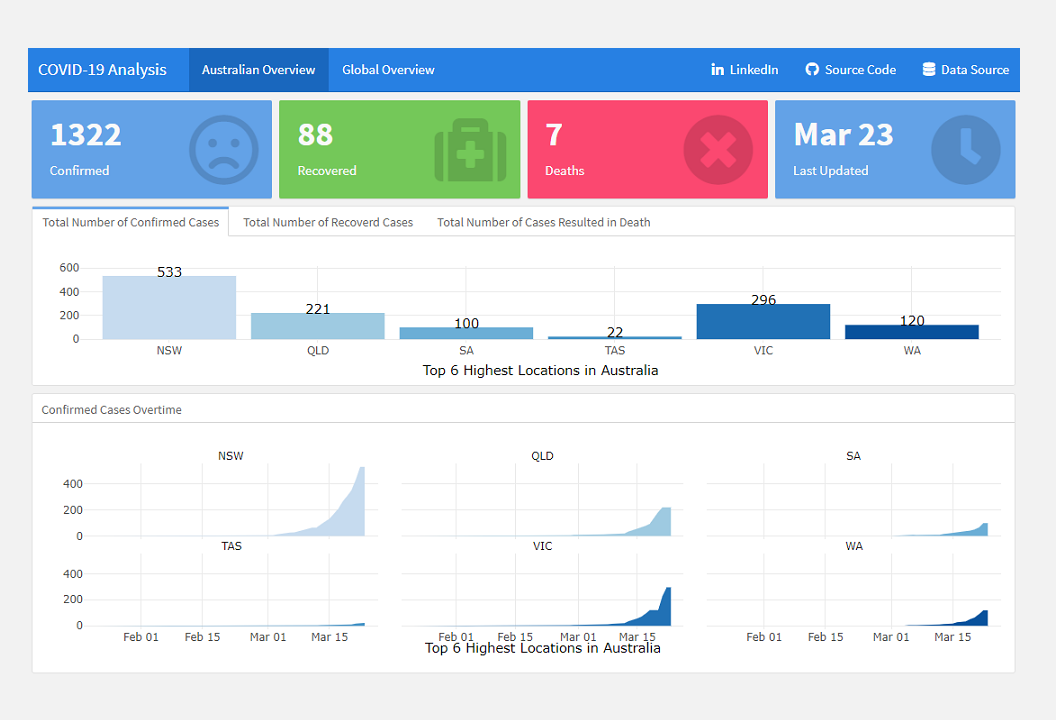 COVID-19 Analysis Australian Overview Global Overview LinkedIn Source Code Data Source
1322 88 7 Mar 23
Confirmed Recovered Deaths Last Updated
Total Number of Confirmed Cases Total Number of Recoverd Cases Total Number of Cases Resulted in Death
600
400
200
0
533 221 100 22 296 120
NSW QLD SA TAS VIC WA
Top 6 Highest Locations in Australia
Confirmed Cases Overtime
NSW QLD SA
400
200
0
TAS VIC WA
400
200
0
Feb 01 Feb 15 Mar 01 Mar 15 Feb 01 Feb 15 Mar 01 Mar 15 Feb 01 Feb 15 Mar 01 Mar 15
Top 6 Highest Locations in Australia